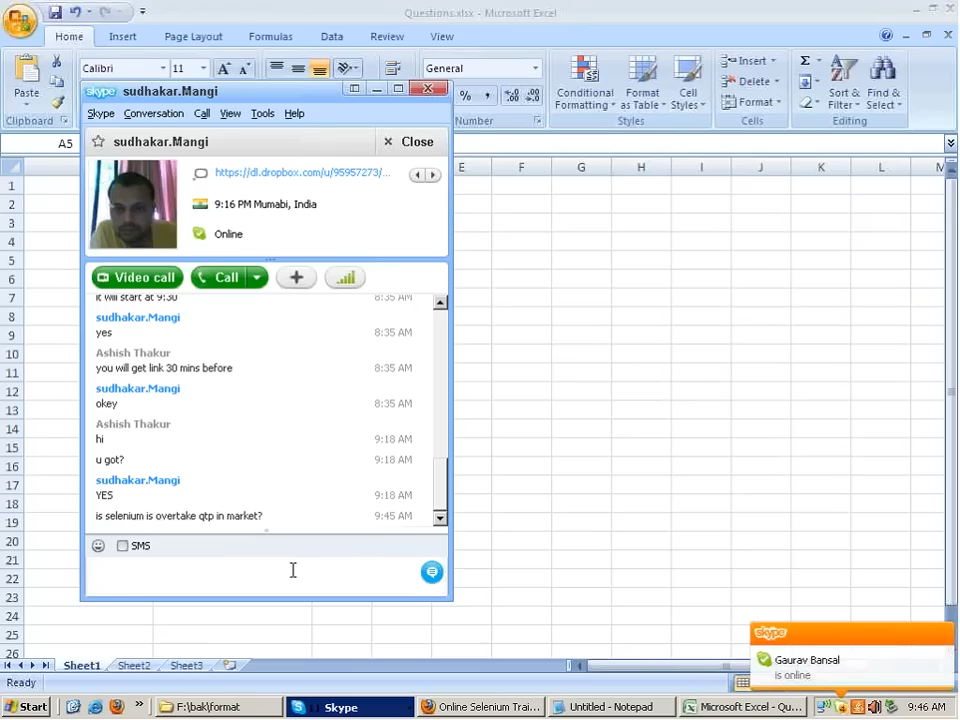 Questions.xlsx - Microsoft Excel
Home Insert Page Layout Formulas Data Review View
Calibri 11 General Insert
Delete
Format
Paste Conditional Formatting Format as Table Cell Styles Sort & Filter Find & Select
Clipboard Number Styles Cells Editing
A5
E F G H I J K L M
1
2
3
4
5
6
7
8
9
10
11
12
13
14
15
16
17
18
19
20
21
22
23
24
25
26
skype sudhakar.Mangi
Skype Conversation Call View Tools Help
sudhakar.Mangi Close
https://dl.dropbox.com/u/95957273/...
9:16 PM Mumabi, India
Online
Video call Call
it will start at 9:30 8:35 AM
sudhakar.Mangi
yes 8:35 AM
Ashish Thakur
you will get link 30 mins before 8:35 AM
sudhakar.Mangi
okey 8:35 AM
Ashish Thakur
hi 9:18 AM
u got? 9:18 AM
sudhakar.Mangi
YES 9:18 AM
is selenium is overtake qtp in market? 9:45 AM
SMS
skype
Gaurav Bansal
is online
Sheet1 Sheet2 Sheet3
Ready
Start F:\bak\format Skype Online Selenium Trai... Untitled - Notepad Microsoft Excel - Qu... 9:46 AM